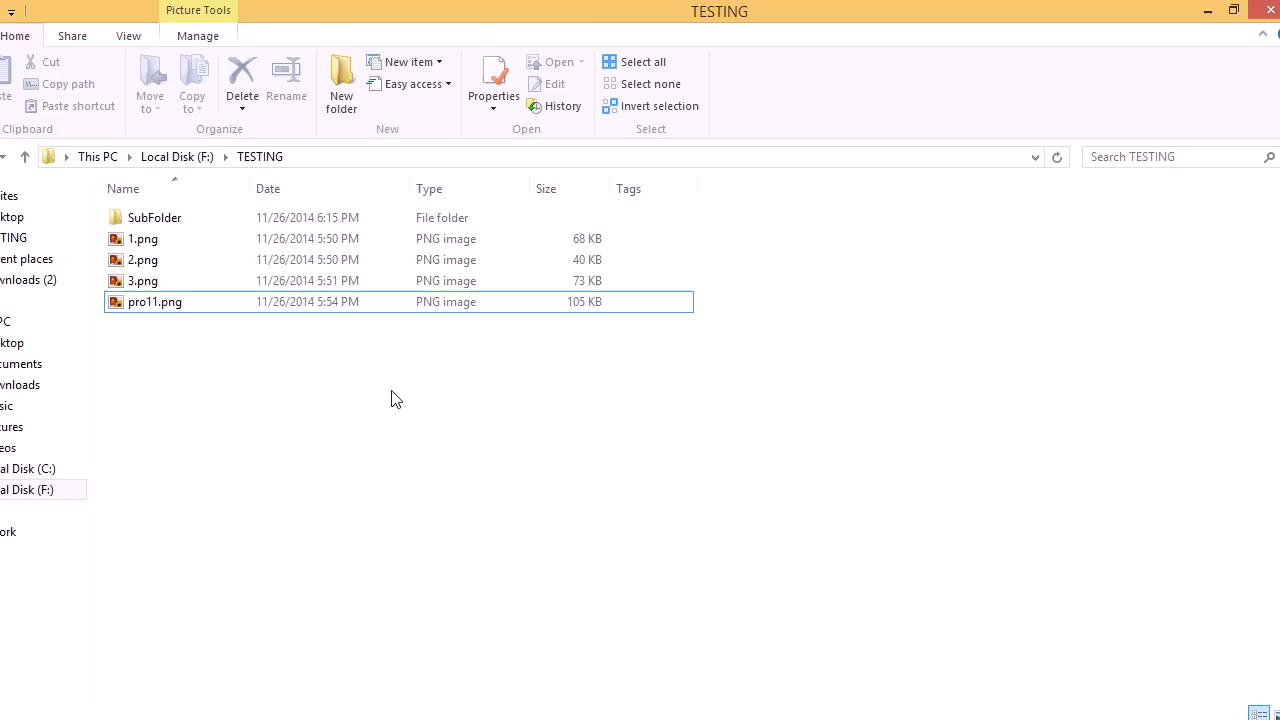 Picture Tools
TESTING
Home Share View Manage
Cut
Copy path
Paste shortcut
Clipboard
Move to
Copy to
Delete
Rename
Organize
New folder
New item
Easy access
New
Properties
Open
Edit
History
Open
Select all
Select none
Invert selection
Select
This PC Local Disk (F:) TESTING
Search TESTING
Name Date Type Size Tags
SubFolder 11/26/2014 6:15 PM File folder
1.png 11/26/2014 5:50 PM PNG image 68 KB
2.png 11/26/2014 5:50 PM PNG image 40 KB
3.png 11/26/2014 5:51 PM PNG image 73 KB
pro11.png 11/26/2014 5:54 PM PNG image 105 KB
ites
ktop
TING
ent places
wnloads (2)
PC
ktop
cuments
wnloads
sic
tures
eos
al Disk (C:)
al Disk (F:)
ork